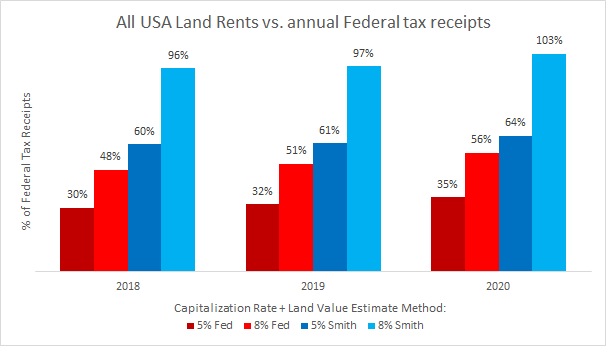 All USA Land Rents vs. annual Federal tax receipts
% of Federal Tax Receipts
30%
48%
60%
96%
32%
51%
61%
97%
35%
56%
64%
103%
2018
2019
2020
Capitalization Rate + Land Value Estimate Method:
5% Fed
8% Fed
5% Smith
8% Smith